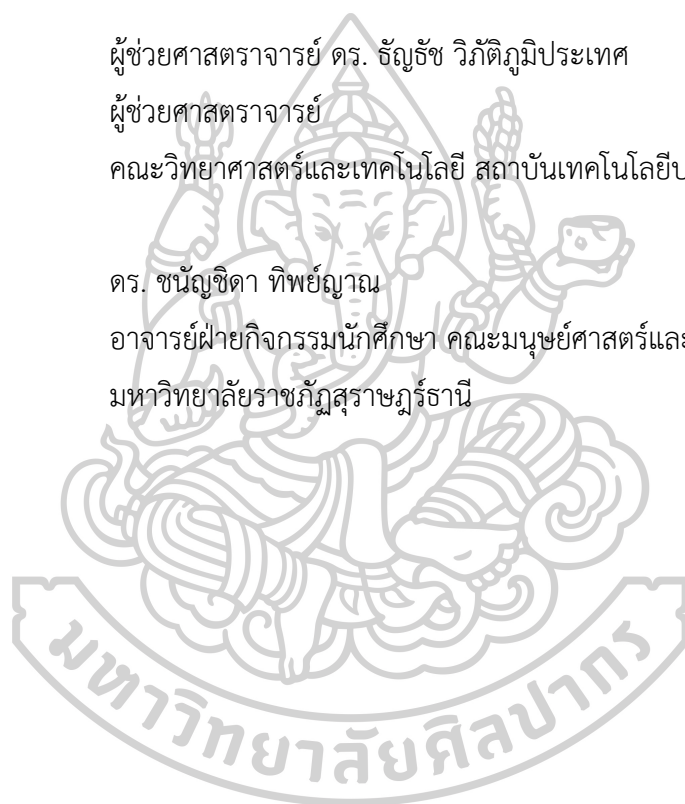 ผู้ช่วยศาสตราจารย์ ดร. ธัญธัช วิภัติภูมิประเทศ
ผู้ช่วยศาสตราจารย์
คณะวิทยาศาสตร์และเทคโนโลยี สถาบันเทคโนโลยี
ดร. ชนัญชิดา ทิพย์ญาณ
อาจารย์ฝ่ายกิจกรรมนักศึกษา คณะมนุษย์ศาสตร์และ
มหาวิทยาลัยราชภัฏสุราษฎร์ธานี
มหาวิทยาลัยศิลปากร